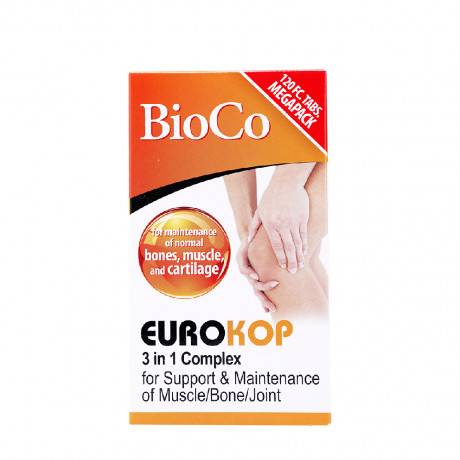 120 FC. TABS.
MEGAPACK
BioCo
for maintenance
of normal
bones, muscle,
and cartilage
EUROKOP
3 in 1 Complex
for Support & Maintenance
of Muscle/Bone/Joint